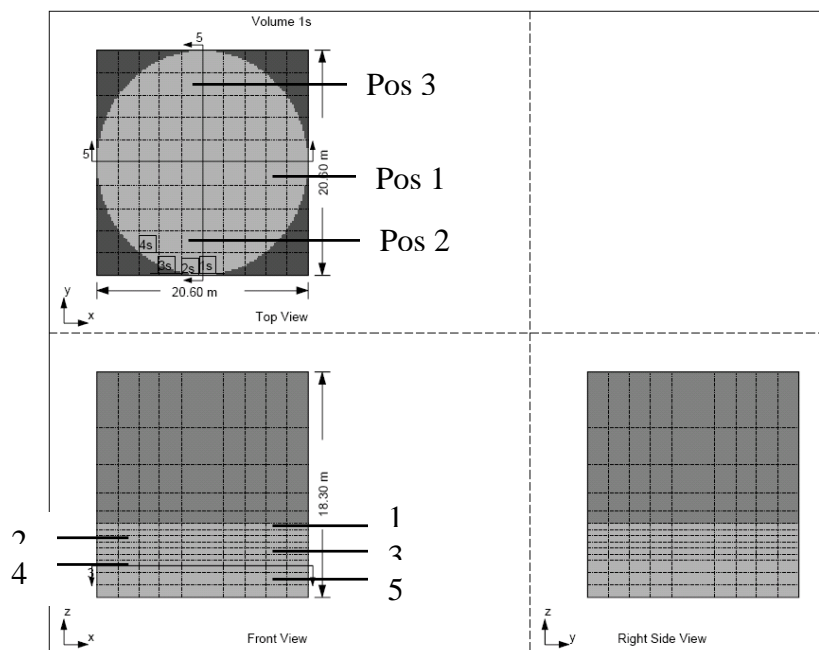 Volume 1s
5
Pos 3
5
20.60 m
Pos 1
Pos 2
4s
3s
2s
1s
20.60 m
y
x
Top View
18.30 m
1
2
3
4
3
5
z
x
Front View
z
y
Right Side View